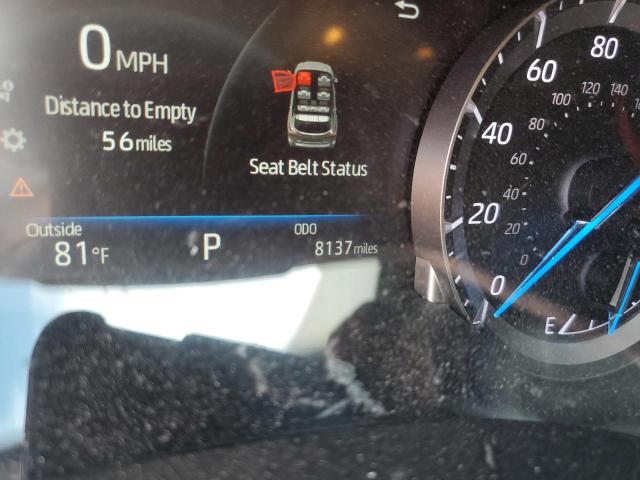 0 MPH
Distance to Empty
56 miles
Seat Belt Status
Outside
81°F
P
ODO
8137 miles
80
60
40
20
0
120
140
100
80
60
40
20
0
E